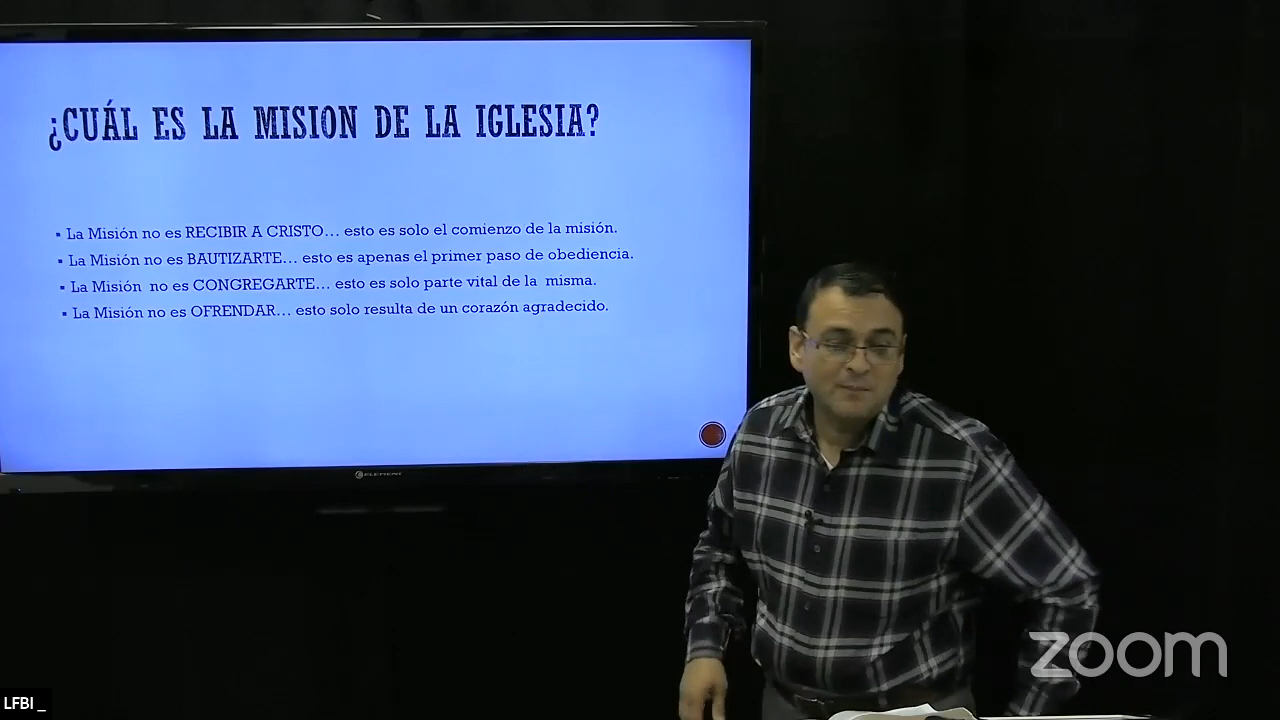 ¿CUÁL ES LA MISION DE LA IGLESIA?
▪ La Misión no es RECIBIR A CRISTO... esto es solo el comienzo de la misión.
▪ La Misión no es BAUTIZARTE... esto es apenas el primer paso de obediencia.
▪ La Misión no es CONGREGARTE... esto es solo parte vital de la misma.
▪ La Misión no es OFRENDAR... esto solo resulta de un corazón agradecido.
ELEMENT
zoom
LFBI _